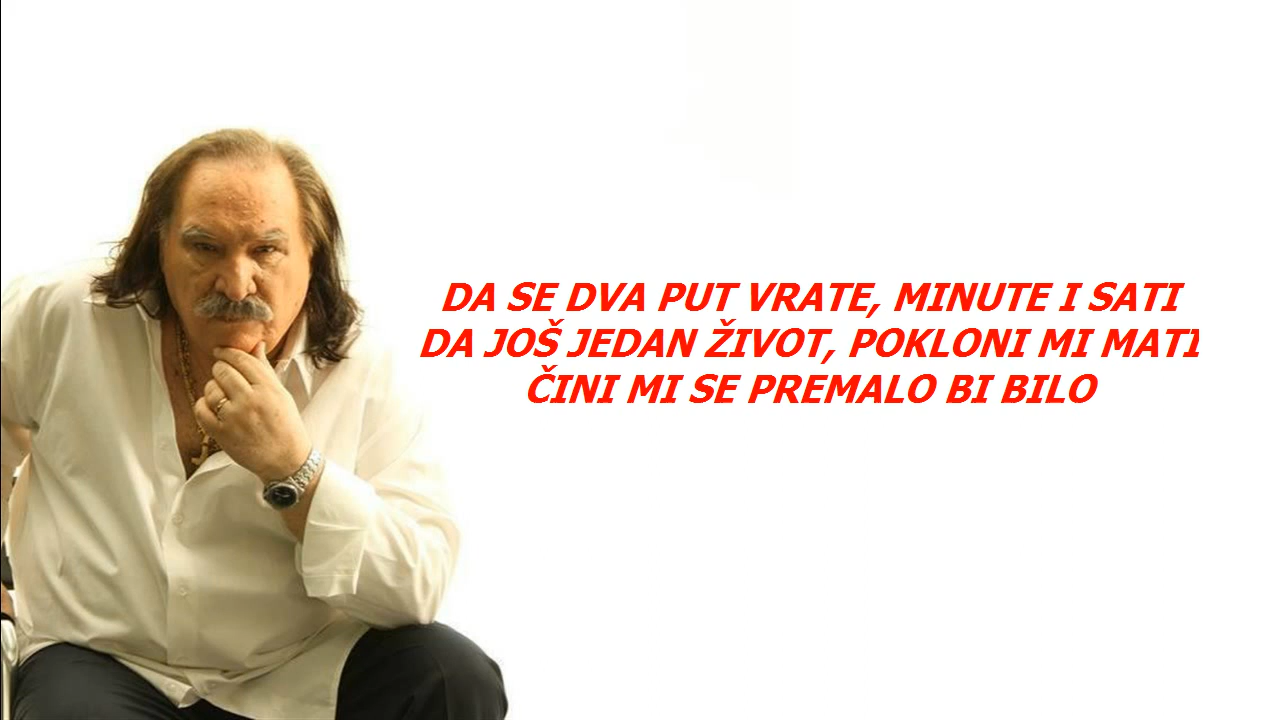 DA SE DVA PUT VRATE, MINUTE I SATI
DA JOŠ JEDAN ŽIVOT, POKLONI MI MATI
ČINI MI SE PREMALO BI BILO